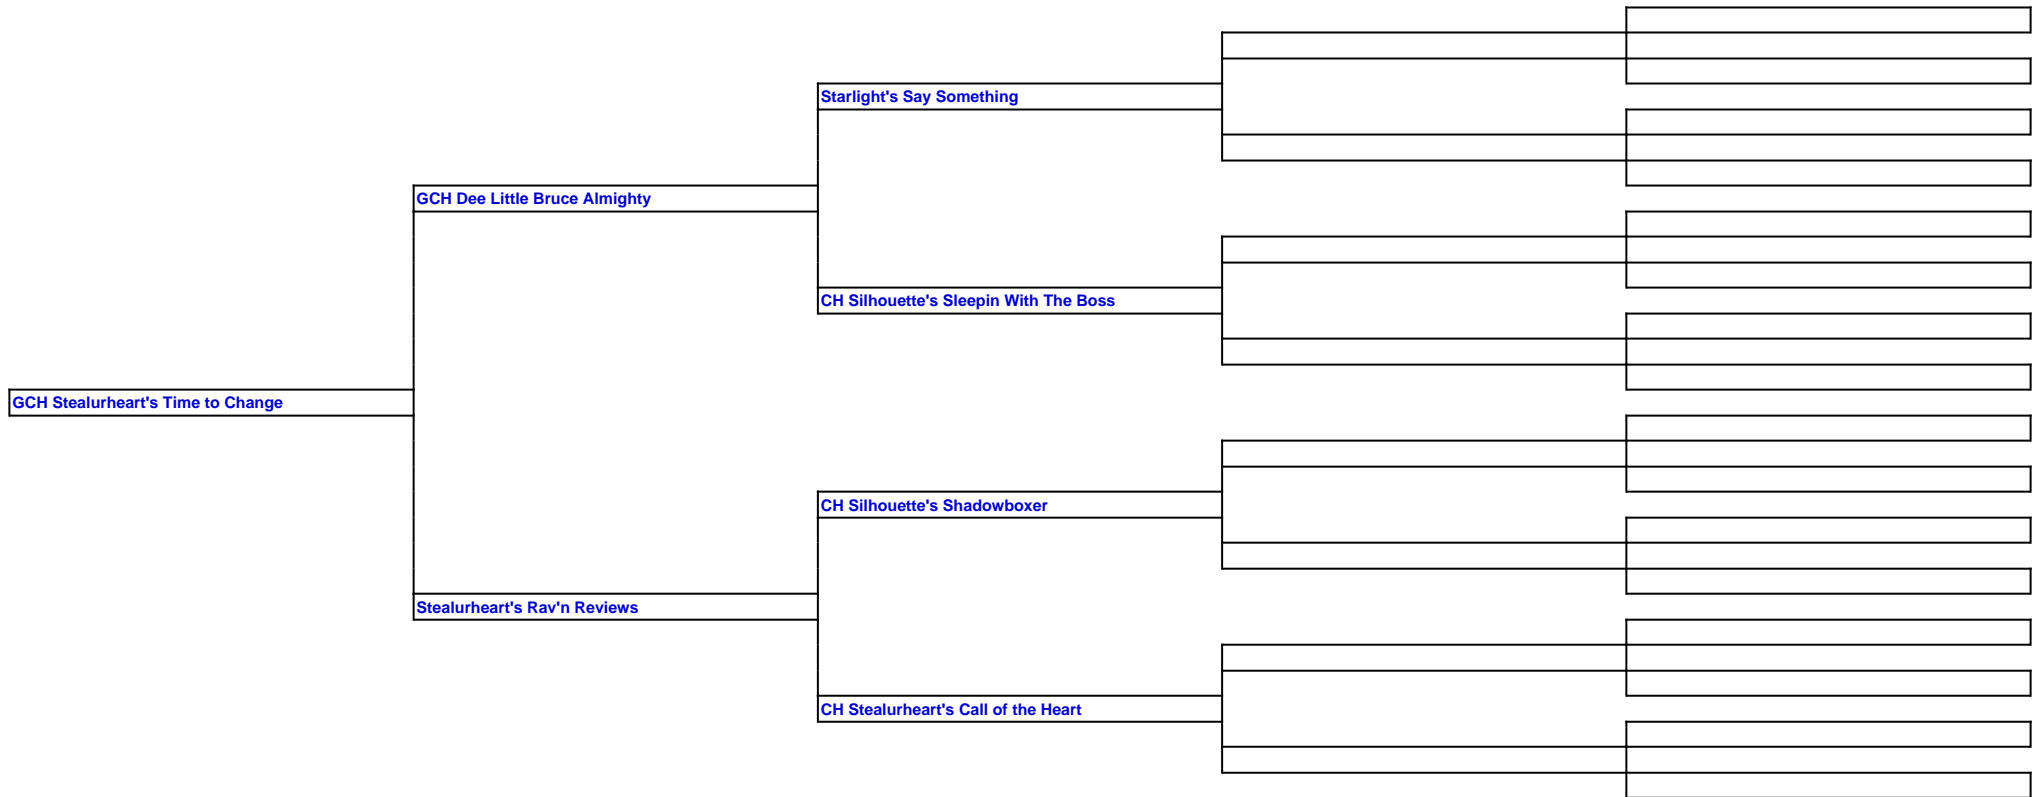 Starlight's Say Something
GCH Dee Little Bruce Almighty
CH Silhouette's Sleepin With The Boss
GCH Stealurheart's Time to Change
CH Silhouette's Shadowboxer
Stealurheart's Rav'n Reviews
CH Stealurheart's Call of the Heart